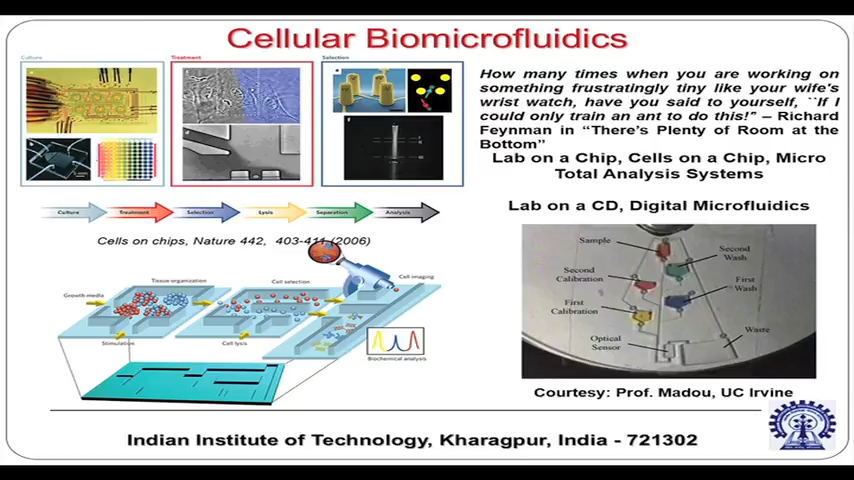 Cellular Biomicrofluidics
Culture
Treatment
Selection
How many times when you are working on
something frustratingly tiny like your wife's
wrist watch, have you said to yourself, ``If I
could only train an ant to do this!” – Richard
Feynman in “There’s Plenty of Room at the
Bottom”
Lab on a Chip, Cells on a Chip, Micro
Total Analysis Systems
Culture
Treatment
Selection
Lysis
Separation
Analysis
Cells on chips, Nature 442, 403-411 (2006)
Lab on a CD, Digital Microfluidics
Tissue organization
Cell selection
Cell imaging
Growth media
Stimulation
Cell lysis
Biochemical analysis
Sample
Second
Wash
Second
Calibration
First
Wash
First
Calibration
Optical
Sensor
Waste
Courtesy: Prof. Madou, UC Irvine
Indian Institute of Technology, Kharagpur, India - 721302